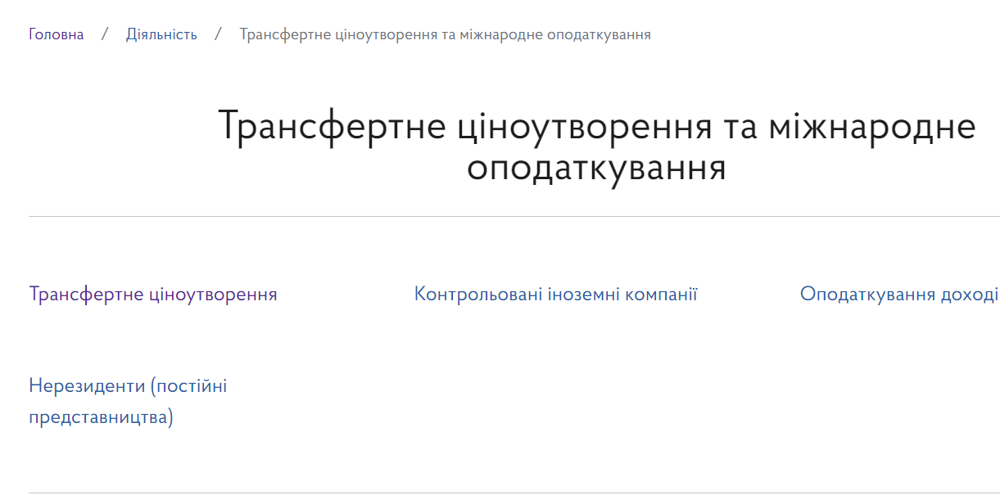 Головна / Діяльність / Трансфертне ціноутворення та міжнародне оподаткування
Трансфертне ціноутворення та міжнародне
оподаткування
Трансфертне ціноутворення
Контрольовані іноземні компанії
Оподаткування доході
Нерезиденти (постійні
представництва)